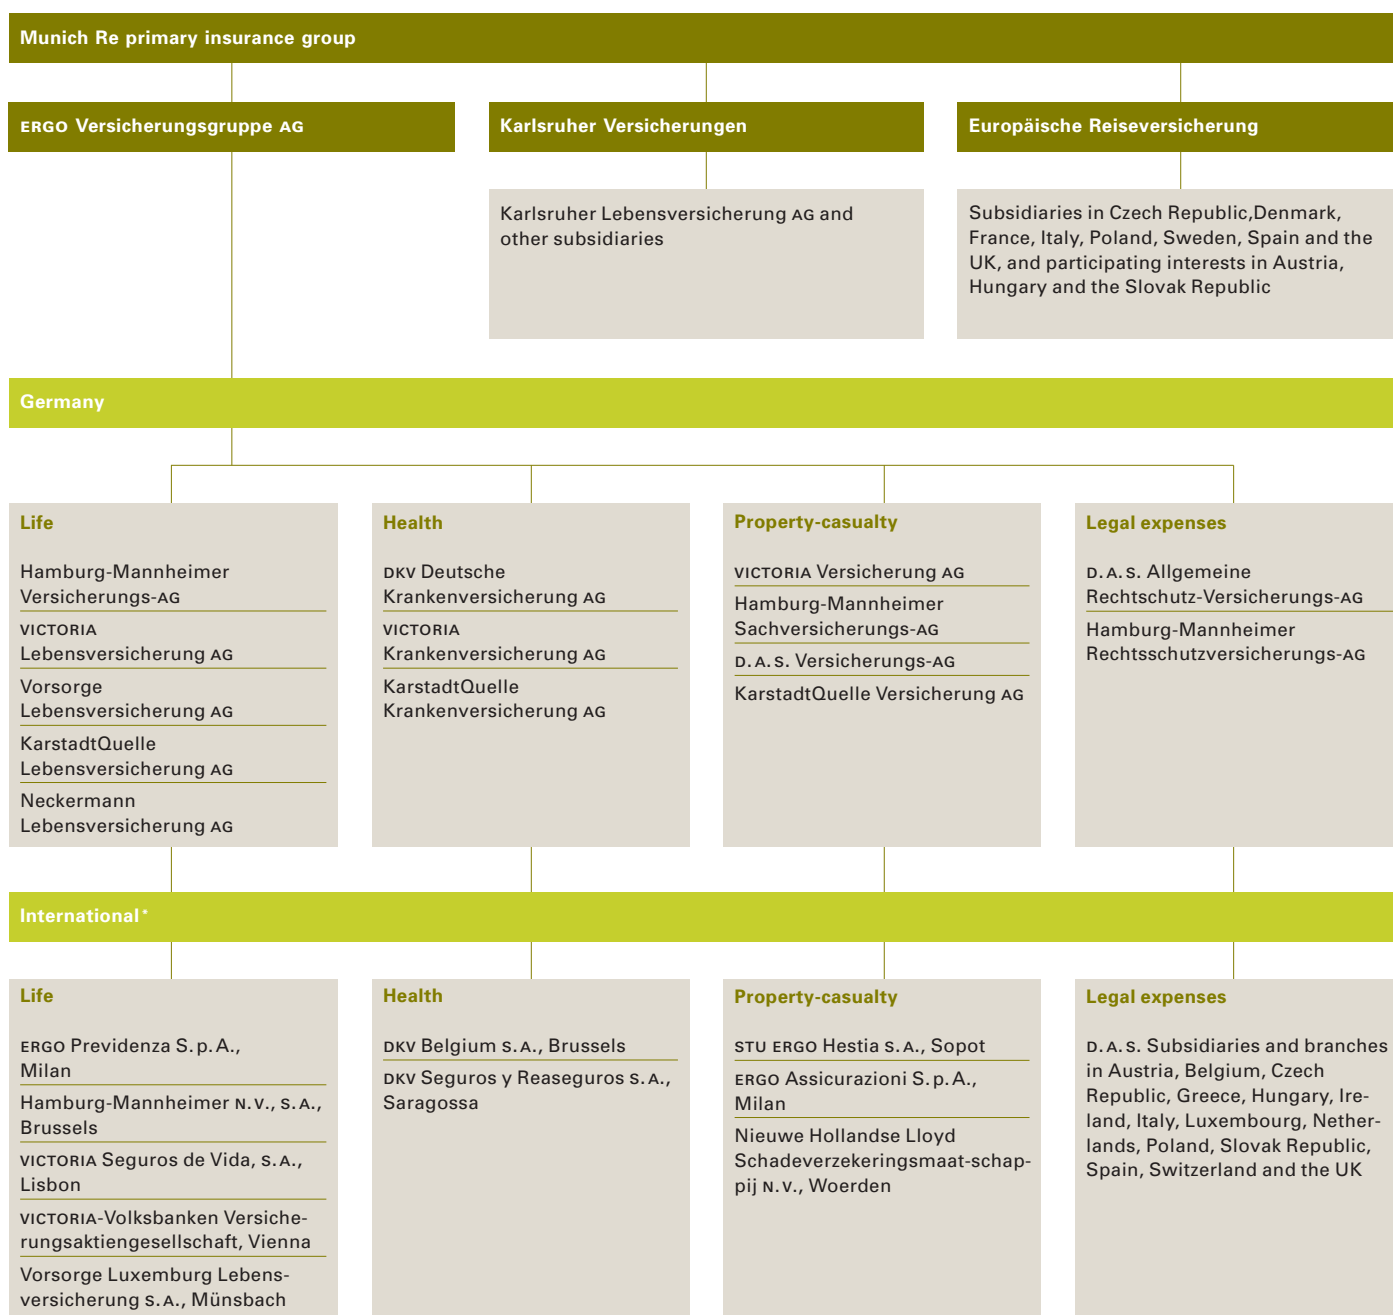 Munich Re primary insurance group
ERGO Versicherungsgruppe AG
Karlsruher Versicherungen
Europäische Reiseversicherung
Karlsruher Lebensversicherung AG and
other subsidiaries
Subsidiaries in Czech Republic,Denmark,
France, Italy, Poland, Sweden, Spain and the
UK, and participating interests in Austria,
Hungary and the Slovak Republic
Germany
Life
Hamburg-Mannheimer
Versicherungs-AG
VICTORIA
Lebensversicherung AG
Vorsorge
Lebensversicherung AG
KarstadtQuelle
Lebensversicherung AG
Neckermann
Lebensversicherung AG
Health
DKV Deutsche
Krankenversicherung AG
VICTORIA
Krankenversicherung AG
KarstadtQuelle
Krankenversicherung AG
Property-casualty
VICTORIA Versicherung AG
Hamburg-Mannheimer
Sachversicherungs-AG
D.A.S. Versicherungs-AG
KarstadtQuelle Versicherung AG
Legal expenses
D.A.S. Allgemeine
Rechtschutz-Versicherungs-AG
Hamburg-Mannheimer
Rechtsschutzversicherungs-AG
International*
Life
ERGO Previdenza S.p.A.,
Milan
Hamburg-Mannheimer N.V., S.A.,
Brussels
VICTORIA Seguros de Vida, S.A.,
Lisbon
VICTORIA-Volksbanken Versiche-
rungsaktiengesellschaft, Vienna
Vorsorge Luxemburg Lebens-
versicherung S.A., Münsbach
Health
DKV Belgium S.A., Brussels
DKV Seguros y Reaseguros S.A.,
Saragossa
Property-casualty
STU ERGO Hestia S.A., Sopot
ERGO Assicurazioni S.p.A.,
Milan
Nieuwe Hollandse Lloyd
Schadeverzekeringsmaat-schap-
pij N.V., Woerden
Legal expenses
D.A.S. Subsidiaries and branches
in Austria, Belgium, Czech
Republic, Greece, Hungary, Ire-
land, Italy, Luxembourg, Nether-
lands, Poland, Slovak Republic,
Spain, Switzerland and the UK